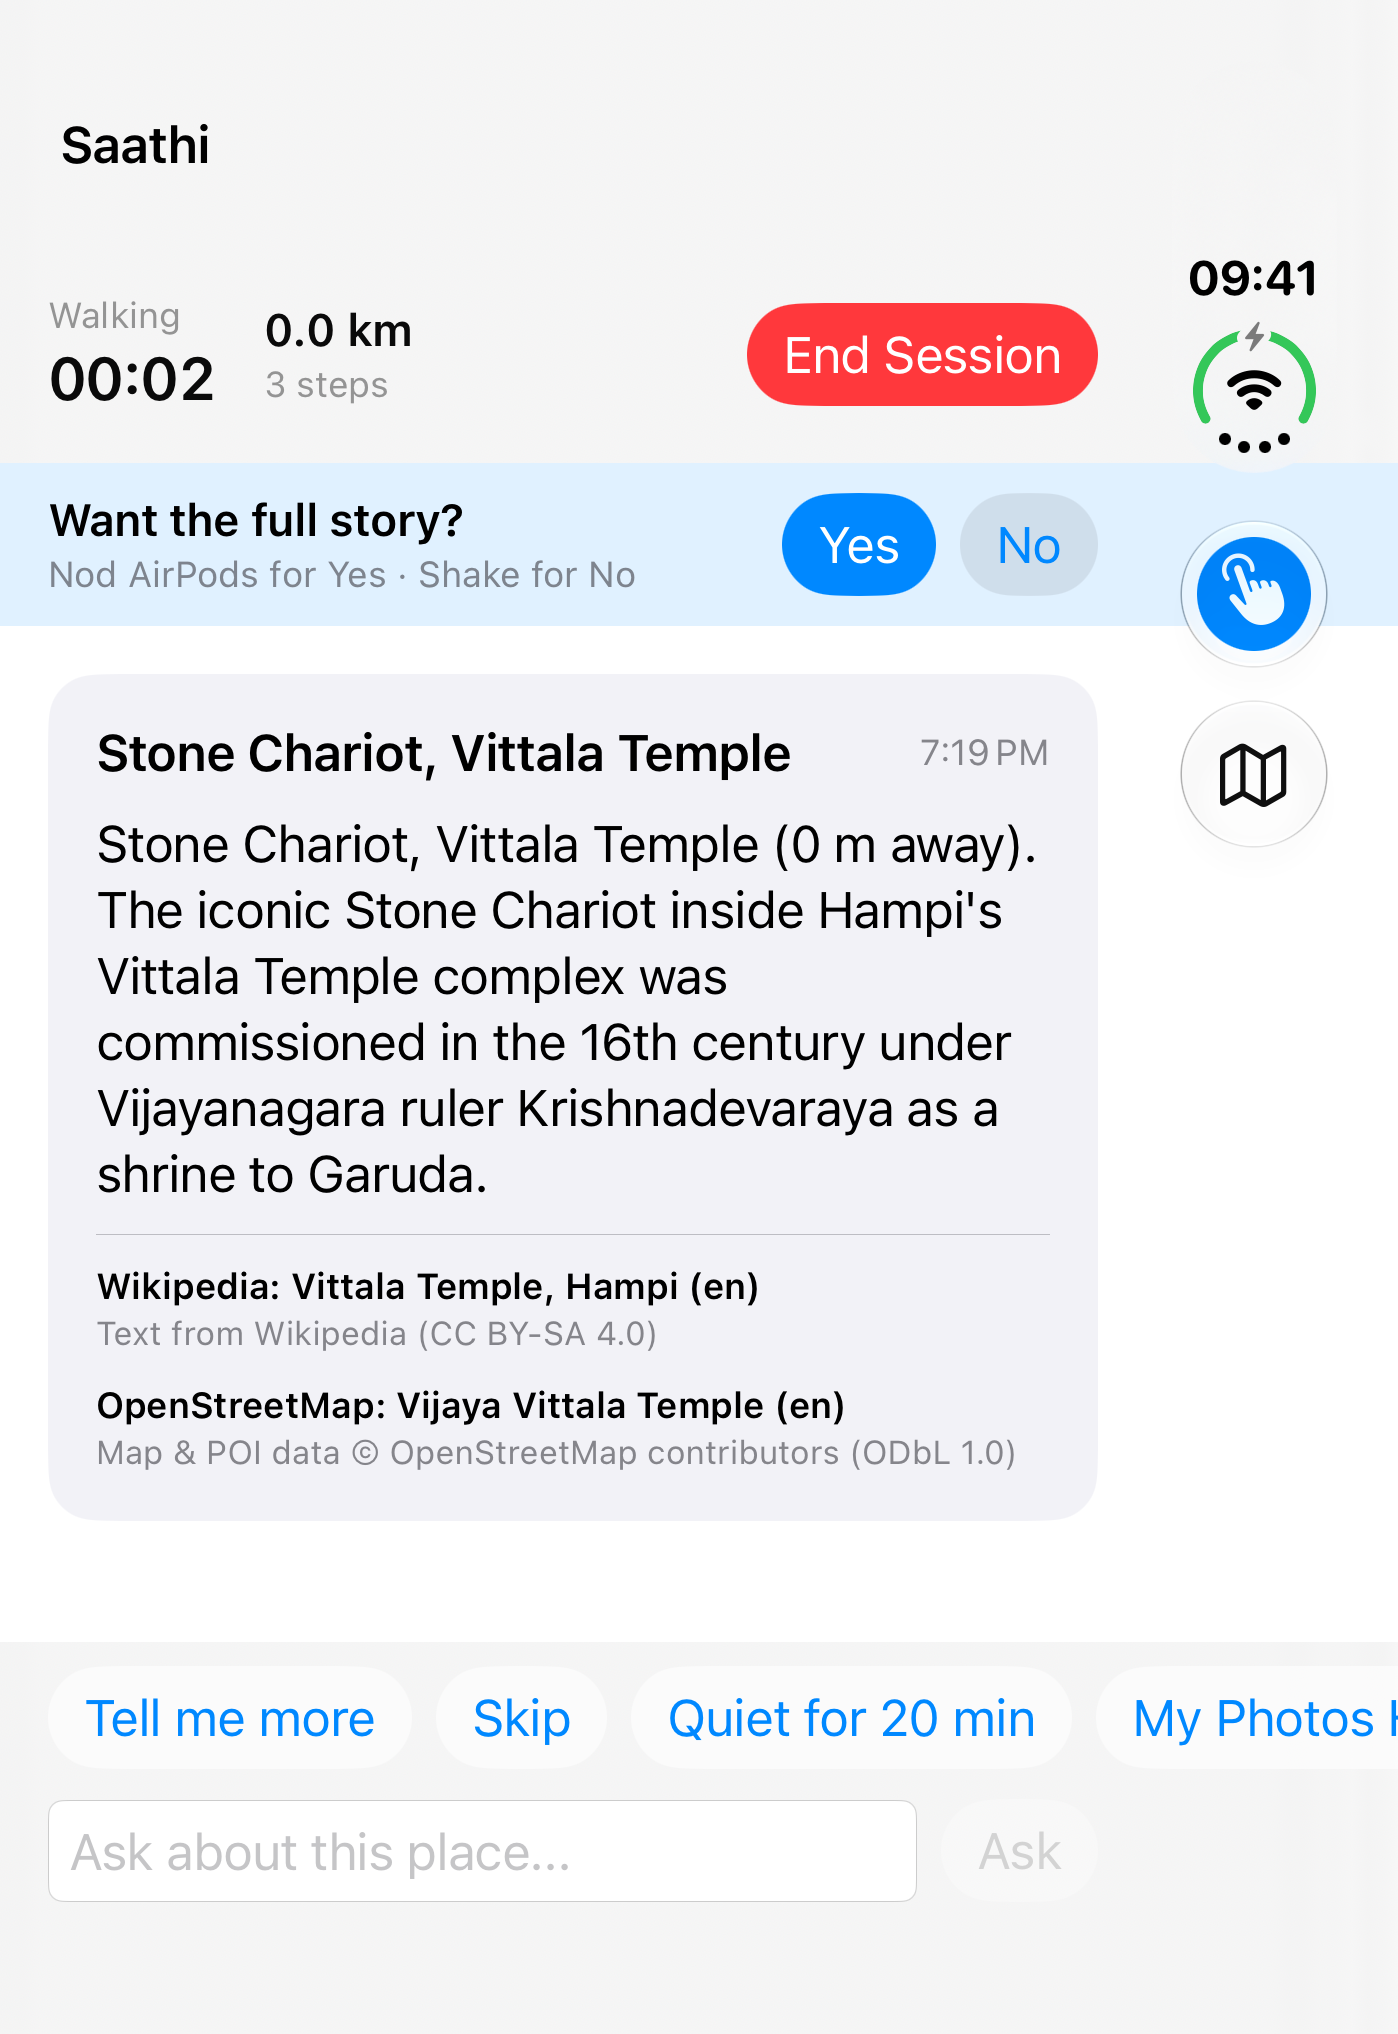 Saathi
09:41
Walking
00:02
0.0 km
3 steps
End Session
Want the full story?
Nod AirPods for Yes · Shake for No
Yes
No
Stone Chariot, Vittala Temple
7:19 PM
Stone Chariot, Vittala Temple (0 m away).
The iconic Stone Chariot inside Hampi's
Vittala Temple complex was
commissioned in the 16th century under
Vijayanagara ruler Krishnadevaraya as a
shrine to Garuda.
Wikipedia: Vittala Temple, Hampi (en)
Text from Wikipedia (CC BY-SA 4.0)
OpenStreetMap: Vijaya Vittala Temple (en)
Map & POI data © OpenStreetMap contributors (ODbL 1.0)
Tell me more
Skip
Quiet for 20 min
My Photos
Ask about this place...
Ask